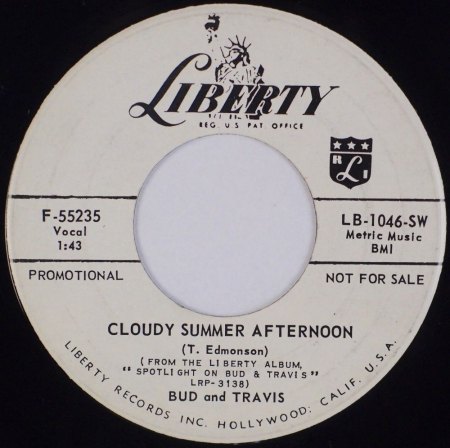 LIBERTY
REG. U.S. PAT. OFFICE
R L I
F-55235
Vocal
1:43
LB-1046-SW
Metric Music
BMI
PROMOTIONAL
NOT FOR SALE
CLOUDY SUMMER AFTERNOON
(T. Edmonson)
(FROM THE LIBERTY ALBUM,
"SPOTLIGHT ON BUD & TRAVIS"
LRP-3138)
BUD and TRAVIS
LIBERTY RECORDS INC. HOLLYWOOD: CALIF. U.S.A.